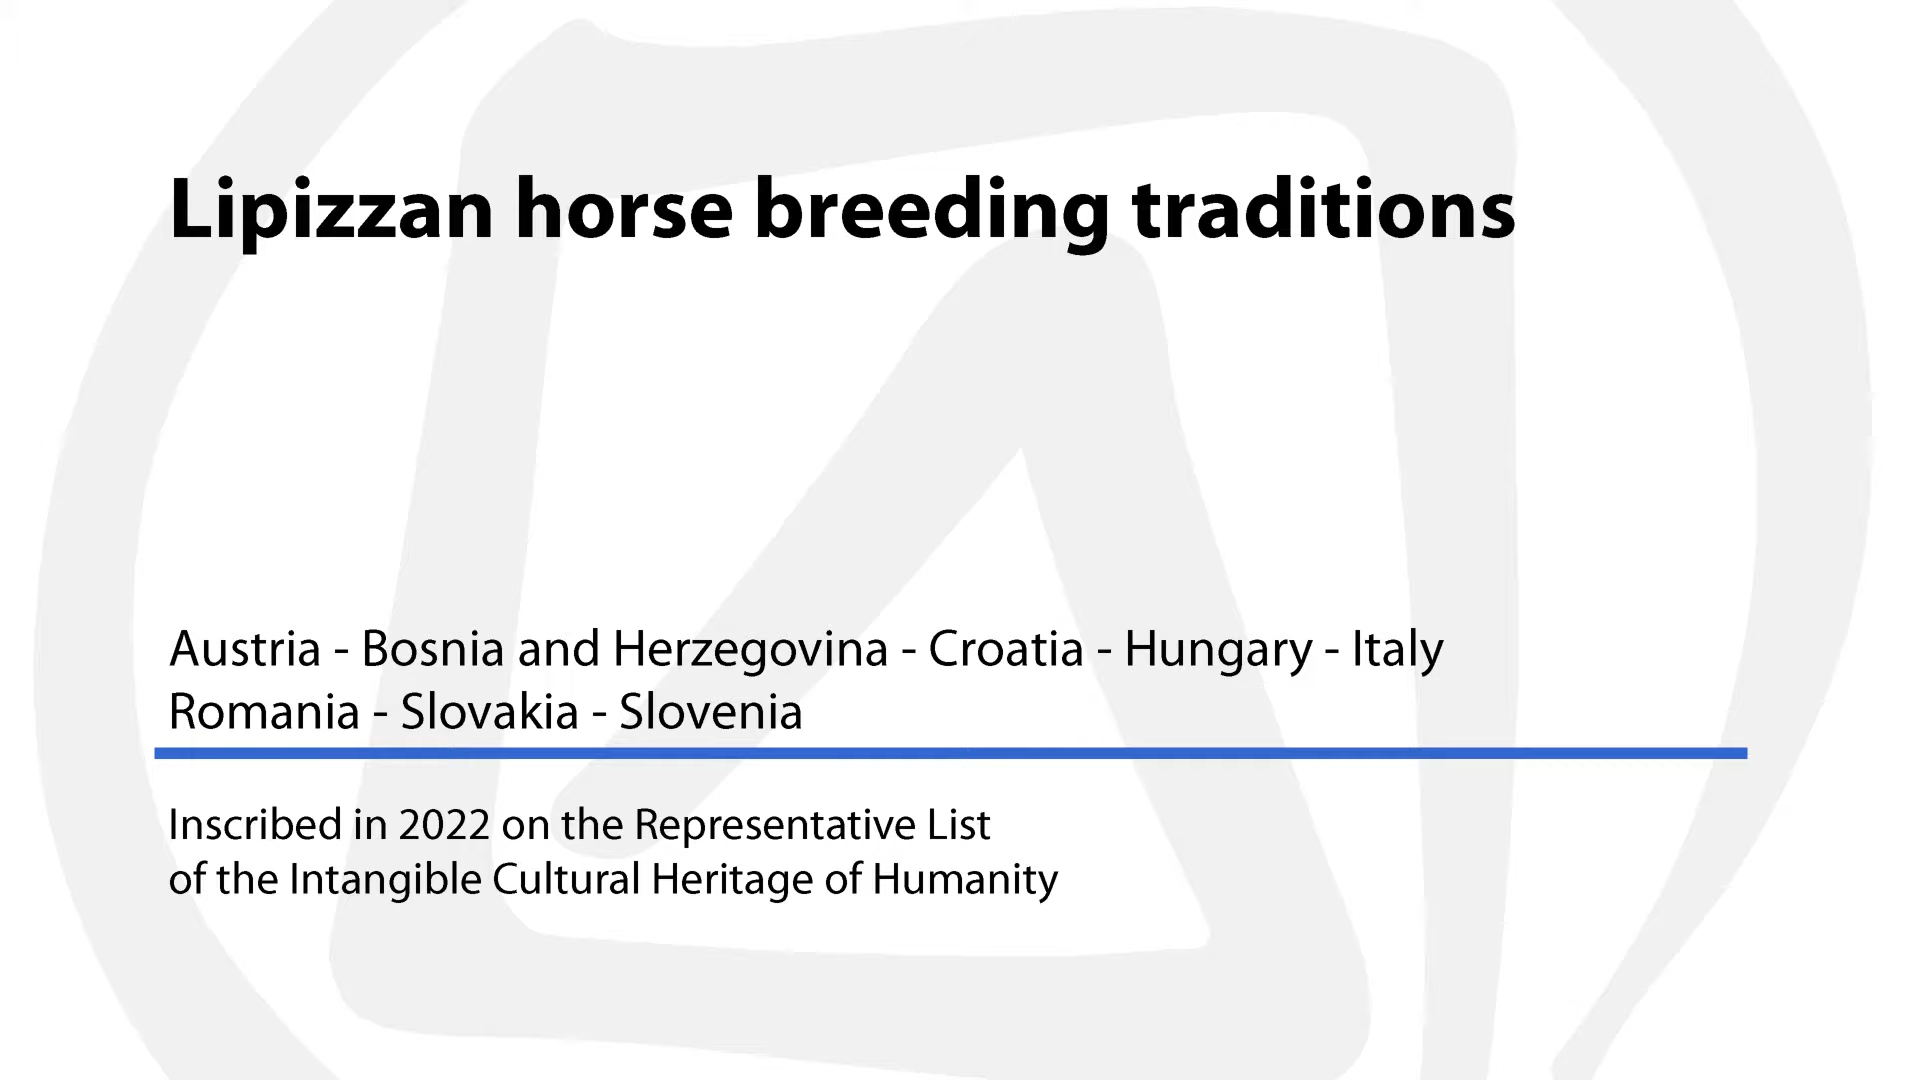 Lipizzan horse breeding traditions
Austria - Bosnia and Herzegovina - Croatia - Hungary - Italy
Romania - Slovakia - Slovenia
Inscribed in 2022 on the Representative List
of the Intangible Cultural Heritage of Humanity